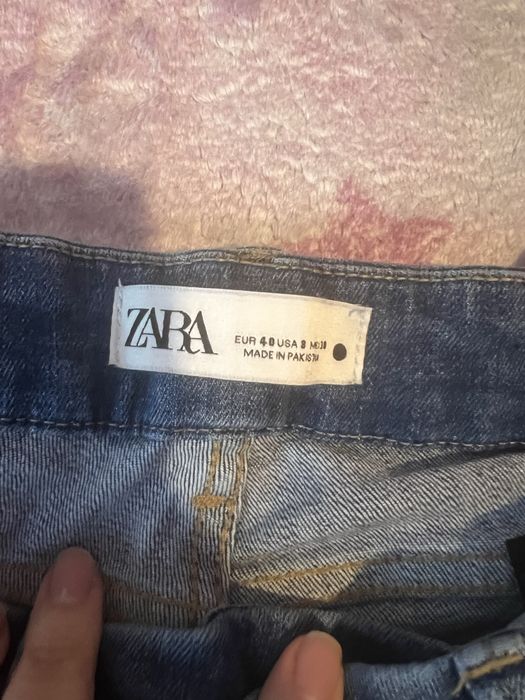 ZARA
EUR 40 USA 8 MEX 30
MADE IN PAKISTAN